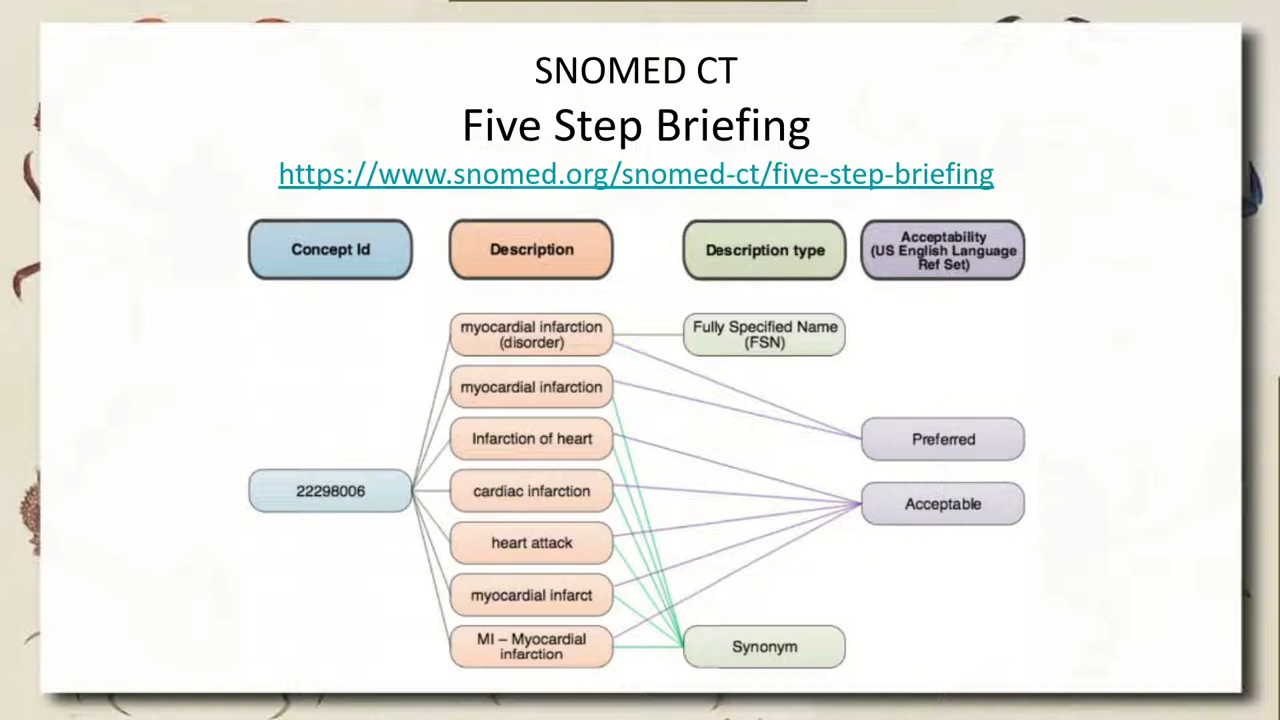 SNOMED CT
Five Step Briefing
https://www.snomed.org/snomed-ct/five-step-briefing
Concept Id
Description
Description type
Acceptability
(US English Language
Ref Set)
myocardial infarction
(disorder)
Fully Specified Name
(FSN)
myocardial infarction
Infarction of heart
Preferred
22298006
cardiac infarction
Acceptable
heart attack
myocardial infarct
MI – Myocardial
infarction
Synonym